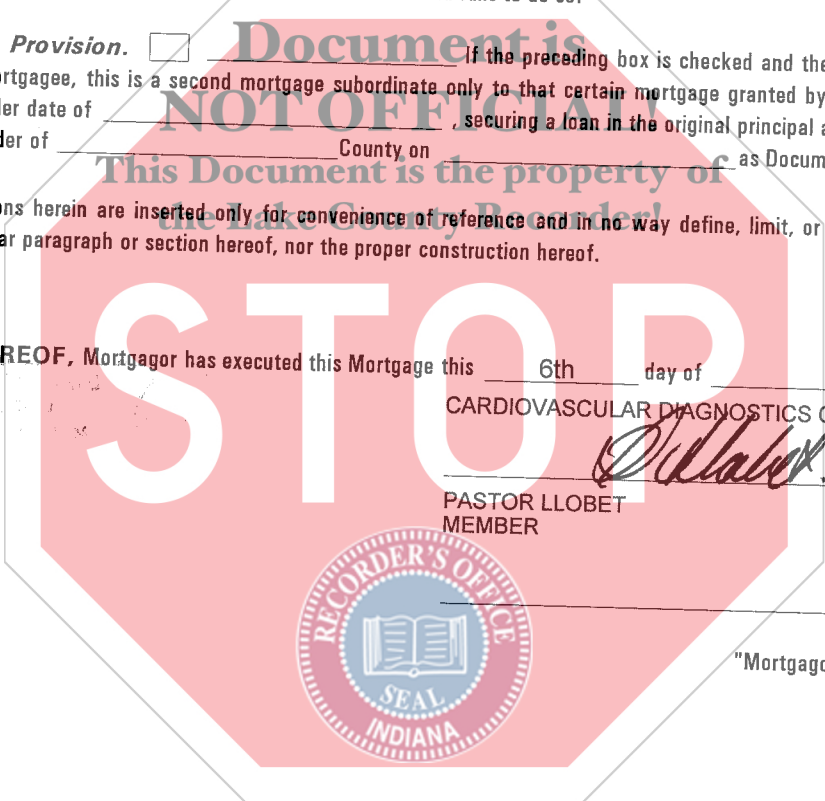 Provision. If the preceding box is checked and the
ortgagee, this is a second mortgage subordinate only to that certain mortgage granted by
der date of , securing a loan in the original principal a
der of County on as Docum
ons herein are inserted only for convenience of reference and in no way define, limit, or
ar paragraph or section hereof, nor the proper construction hereof.
Document is
NOT OFFICIAL!
This Document is the property of
the Lake County Recorder!
STOP
REOF, Mortgagor has executed this Mortgage this 6th day of
CARDIOVASCULAR DIAGNOSTICS
PASTOR LLOBET
MEMBER
RECORDER'S OFFICE
SEAL
INDIANA
"Mortgago